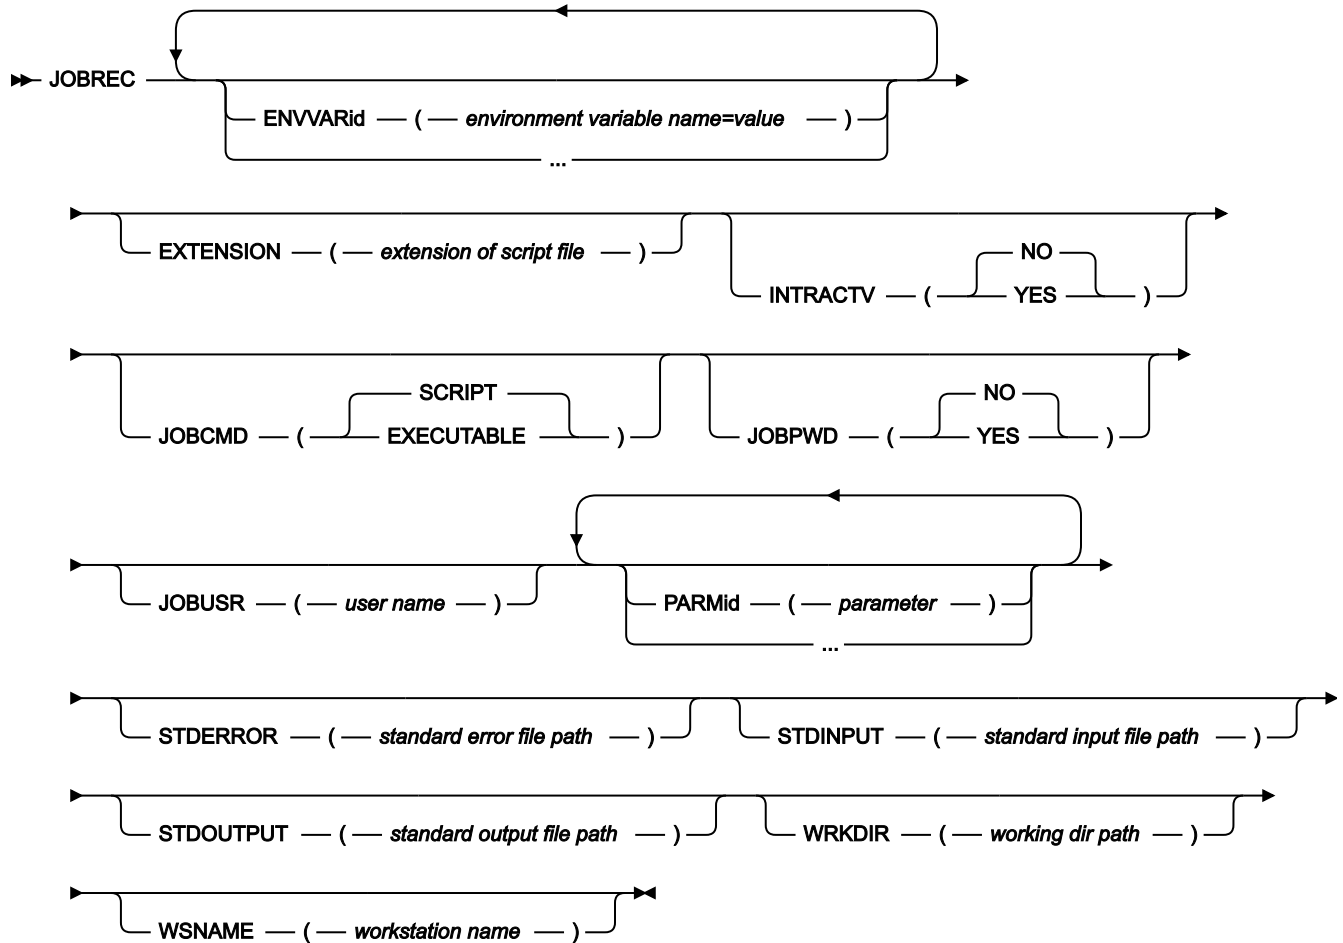 JOBREC
ENVVARid ( environment variable name=value )
...
EXTENSION ( extension of script file )
NO
INTRACTV ( YES )
SCRIPT
JOBCMD ( EXECUTABLE )
NO
JOBPWD ( YES )
JOBUSR ( user name )
PARMid ( parameter )
...
STDERROR ( standard error file path )
STDINPUT ( standard input file path )
STDOUTPUT ( standard output file path )
WRKDIR ( working dir path )
WSNAME ( workstation name )